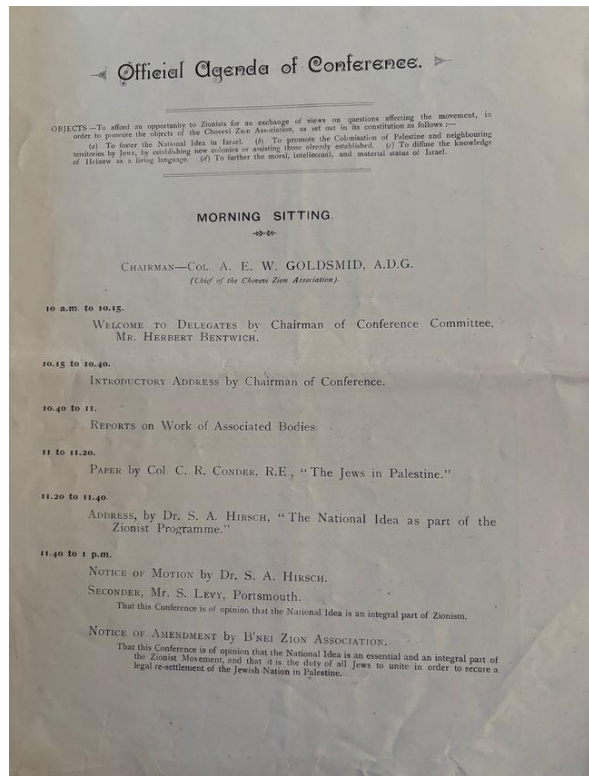 Official Agenda of Conference.
OBJECTS—To afford an opportunity to Zionists for an exchange of views on questions affecting the movement, in
order to promote the objects of the Chovevi Zion Association, as set out in its constitution as follows :—
(a) To foster the National Idea in Israel. (b) To promote the Colonisation of Palestine and neighbouring
territories by Jews, by establishing new colonies or assisting those already established. (c) To diffuse the knowledge
of Hebrew as a living language. (d) To further the moral, intellectual, and material status of Israel.
MORNING SITTING.
CHAIRMAN—COL. A. E. W. GOLDSMID, A.D.G.
(Chief of the Chovevi Zion Association).
10 a.m. to 10.15.
WELCOME TO DELEGATES by Chairman of Conference Committee,
MR. HERBERT BENTWICH.
10.15 to 10.40.
INTRODUCTORY ADDRESS by Chairman of Conference.
10.40 to 11.
REPORTS on Work of Associated Bodies.
11 to 11.20.
PAPER by Col. C. R. CONDER, R.E., "The Jews in Palestine."
11.20 to 11.40.
ADDRESS, by Dr. S. A. HIRSCH, "The National Idea as part of the
Zionist Programme."
11.40 to 1 p.m.
NOTICE OF MOTION by DR. S. A. HIRSCH.
SECONDER, MR. S. LEVY, Portsmouth.
That this Conference is of opinion that the National Idea is an integral part of Zionism.
NOTICE OF AMENDMENT by B'NEI ZION ASSOCIATION.
That this Conference is of opinion that the National Idea is an essential and an integral part of
the Zionist Movement, and that it is the duty of all Jews to unite in order to secure a
legal re-settlement of the Jewish Nation in Palestine.